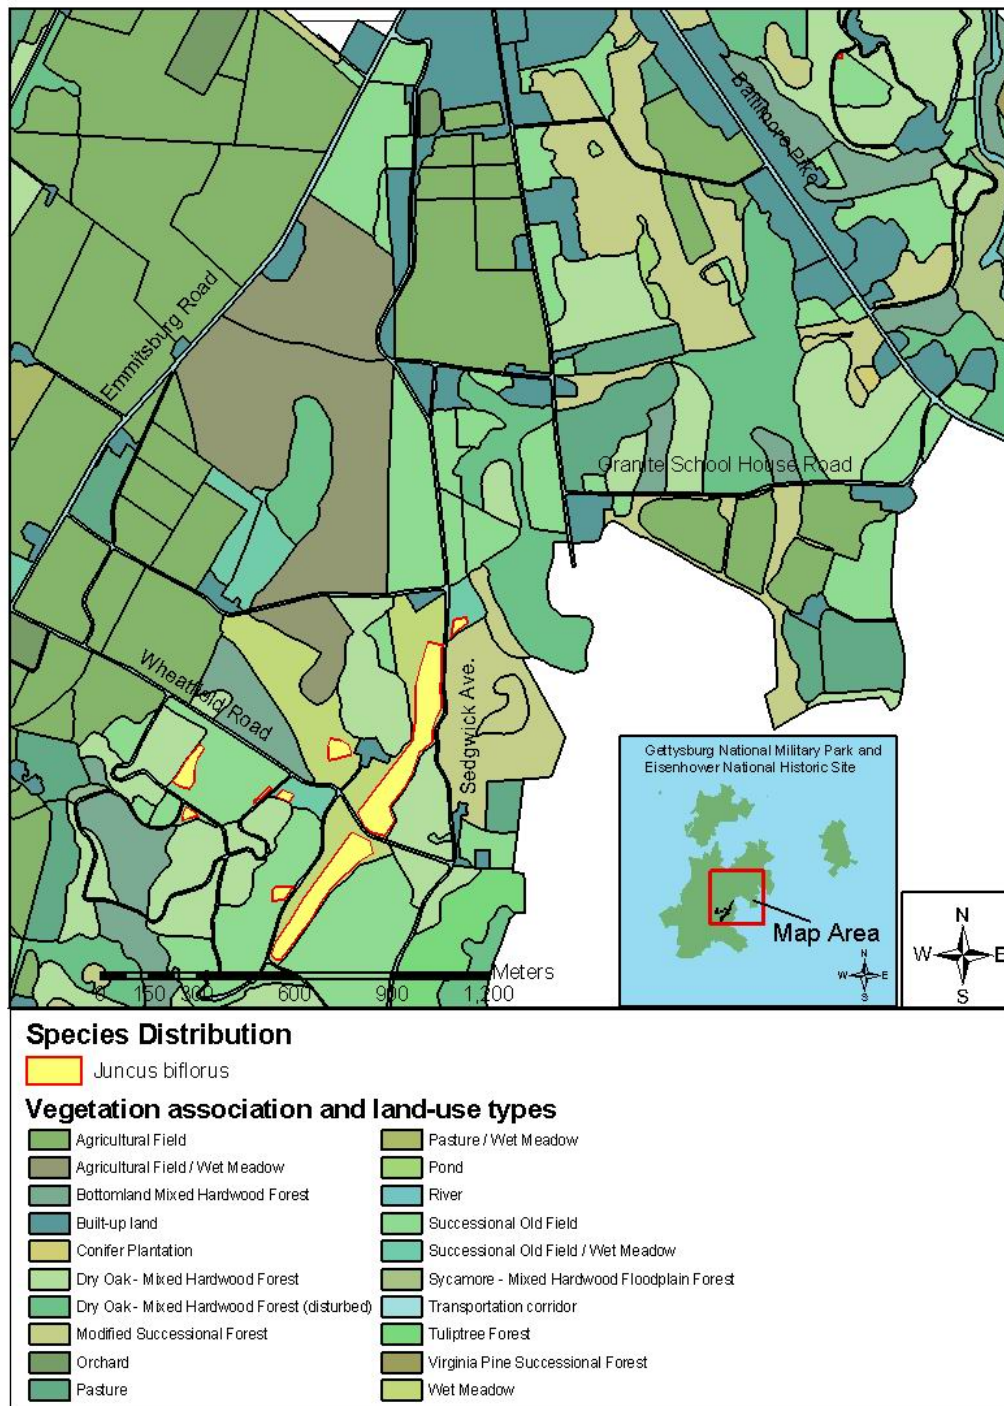 Baltimore Pike
Emmitsburg Road
Granite School House Road
Wheatfield Road
Sedgwick Ave.
Gettysburg National Military Park and
Eisenhower National Historic Site
Map Area
N
W E
S
N
W E
S
Meters
0 150 300 600 900 1,200
Species Distribution
Juncus biflorus
Vegetation association and land-use types
Agricultural Field
Agricultural Field / Wet Meadow
Bottomland Mixed Hardwood Forest
Built-up land
Conifer Plantation
Dry Oak - Mixed Hardwood Forest
Dry Oak - Mixed Hardwood Forest (disturbed)
Modified Successional Forest
Orchard
Pasture
Pasture / Wet Meadow
Pond
River
Successional Old Field
Successional Old Field / Wet Meadow
Sycamore - Mixed Hardwood Floodplain Forest
Transportation corridor
Tuliptree Forest
Virginia Pine Successional Forest
Wet Meadow